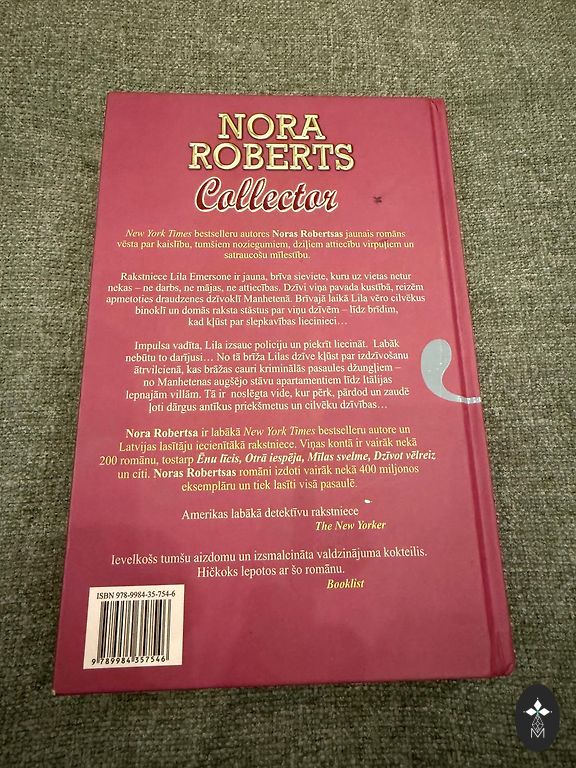 NORA
ROBERTS
Collector
New York Times bestselleru autores Noras Robertsas jaunais romāns
vēsta par kaislību, tumšiem noziegumiem, dziļiem attiecību virpuļiem un
satraucošu mīlestību.
Rakstniece Lila Emersone ir jauna, brīva sieviete, kuru uz vietas netur
nekas – ne darbs, ne mājas, ne attiecības. Dzīvi viņa pavada kustībā, reizēm
apmetoties draudzenes dzīvoklī Manhetenā. Brīvajā laikā Lila vēro cilvēkus
binoklī un domās raksta stāstus par viņu dzīvēm – līdz brīdim,
kad kļūst par slepkavības liecinieci…
Impulsa vadīta, Lila izsauc policiju un piekrīt liecināt. Labāk
nebūtu to darījusi… No tā brīža Lilas dzīve kļūst par izdzīvošanu
ātrvilcienā, kas brāžas cauri kriminālās pasaules džungļiem –
no Manhetenas augšējo stāvu apartamentiem līdz Itālijas
lepnajām villām. Tā ir noslēgta vide, kur pērk, pārdod un zaudē
ļoti dārgus antīkus priekšmetus un cilvēku dzīvības…
Nora Robertsa ir labākā New York Times bestselleru autore un
Latvijas lasītāju iecienītākā rakstniece. Viņas kontā ir vairāk nekā
200 romānu, tostarp Ēnu līcis, Otrā iespēja, Mīlas svelme, Dzīvot vēlreiz
un citi. Noras Robertsas romāni izdoti vairāk nekā 400 miljonos
eksemplāru un tiek lasīti visā pasaulē.
Amerikas labākā detektīvu rakstniece
The New Yorker
Ievelkošs tumšu aizdomu un izsmalcināta valdzinājuma kokteilis.
Hičkoks lepotos ar šo romānu.
Booklist
ISBN 978-9984-35-754-6
9 789984 357546
M